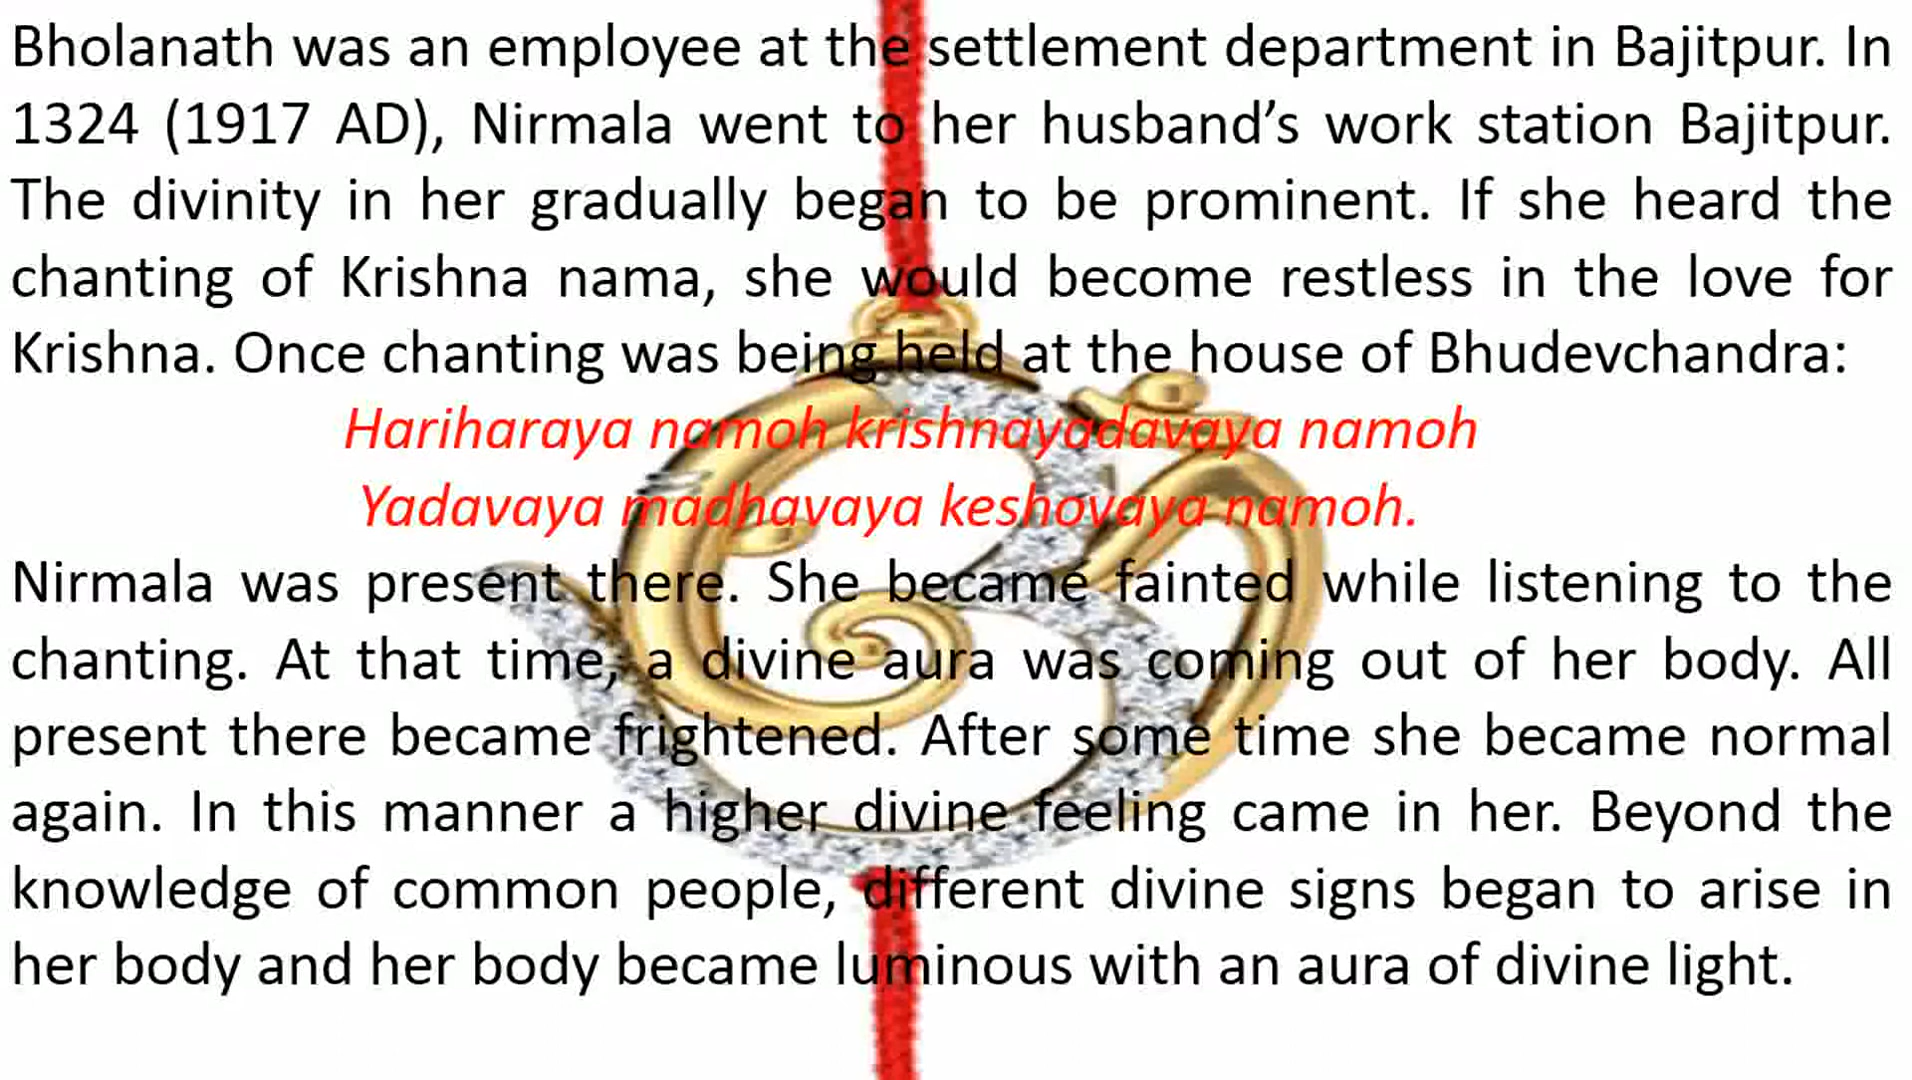 Bholanath was an employee at the settlement department in Bajitpur. In
1324 (1917 AD), Nirmala went to her husband’s work station Bajitpur.
The divinity in her gradually began to be prominent. If she heard the
chanting of Krishna nama, she would become restless in the love for
Krishna. Once chanting was being held at the house of Bhudevchandra:
Hariharaya namoh krishnayadavaya namoh
Yadavaya madhavaya keshovaya namoh.
Nirmala was present there. She became fainted while listening to the
chanting. At that time, a divine aura was coming out of her body. All
present there became frightened. After some time she became normal
again. In this manner a higher divine feeling came in her. Beyond the
knowledge of common people, different divine signs began to arise in
her body and her body became luminous with an aura of divine light.